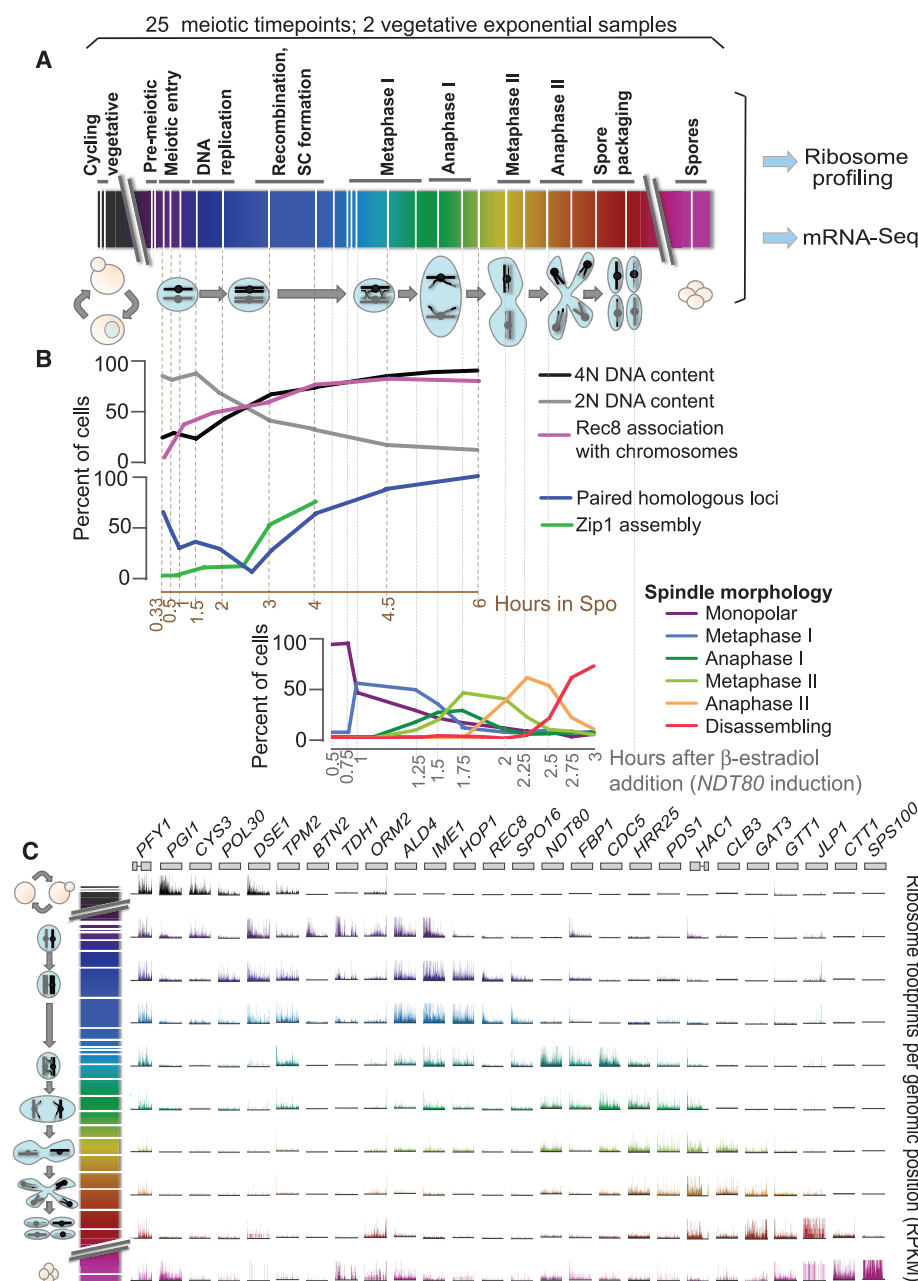 25 meiotic timepoints; 2 vegetative exponential samples
A
Cycling
vegetative
Pre-meiotic
Meiotic entry
DNA
replication
Recombination,
SC formation
Metaphase I
Anaphase I
Metaphase II
Anaphase II
Spore
packaging
Spores
Ribosome
profiling
mRNA-Seq
B
Percent of cells
100
50
0
4N DNA content
2N DNA content
Rec8 association
with chromosomes
100
50
0
Paired homologous loci
Zip1 assembly
0.33
0.5
1
1.5
2
3
4
4.5
6
Hours in Spo
Spindle morphology
Monopolar
Metaphase I
Anaphase I
Metaphase II
Anaphase II
Disassembling
Percent of cells
100
50
0
0.5
0.75
1
1.25
1.5
1.75
2
2.25
2.5
2.75
3
Hours after β-estradiol
addition (NDT80 induction)
C
PFY1
PGI1
CYS3
POL30
DSE1
TPM2
BTN2
TDH1
ORM2
ALD4
IME1
HOP1
REC8
SPO16
NDT80
FBP1
CDC5
HRR25
PDS1
HAC1
CLB3
GAT3
GTT1
JLP1
CTT1
SPS100
Ribosome footprints per genomic position (RPKM)